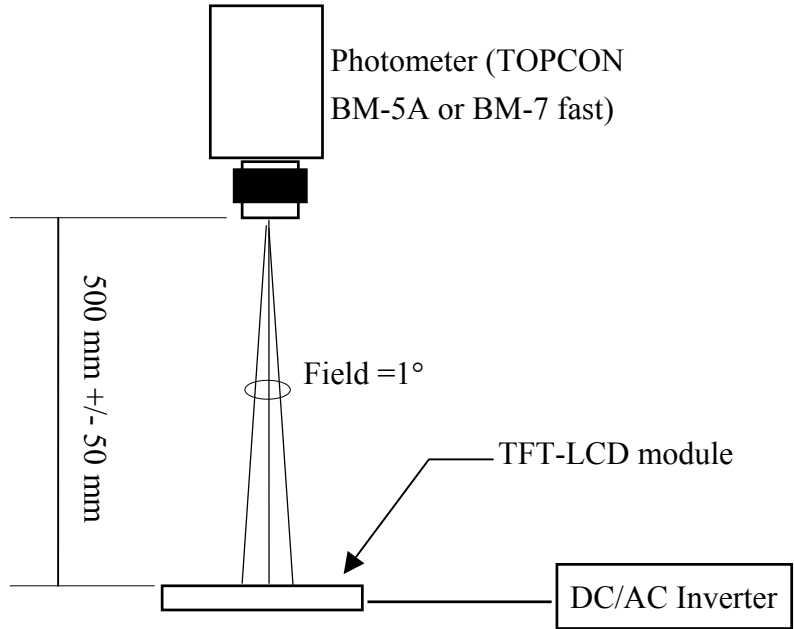 Photometer (TOPCON
BM-5A or BM-7 fast)
500 mm +/- 50 mm
Field =1°
TFT-LCD module
DC/AC Inverter